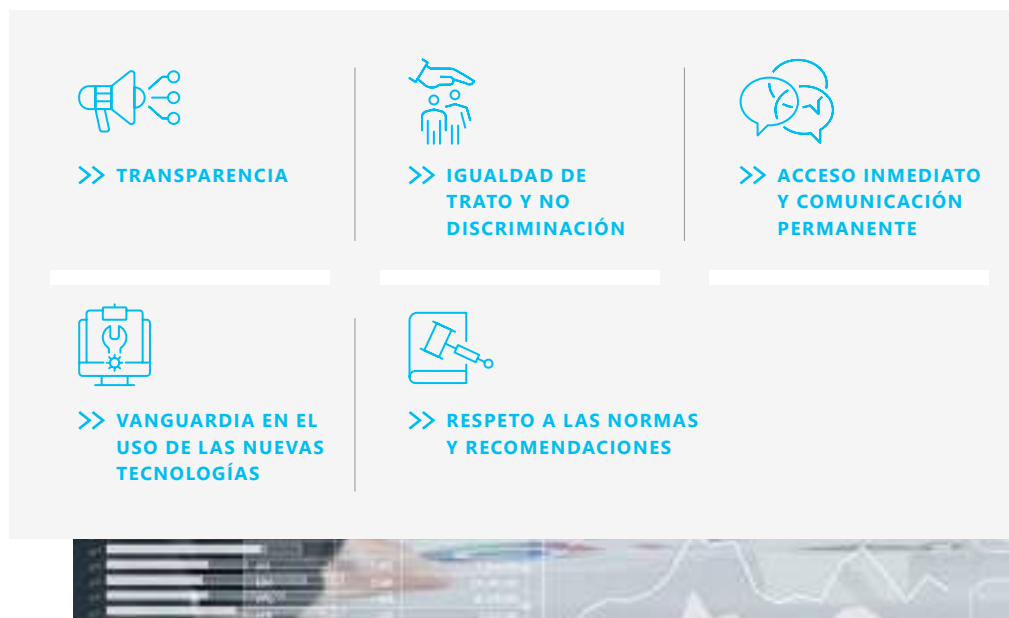 TRANSPARENCIA
IGUALDAD DE
TRATO Y NO
DISCRIMINACIÓN
ACCESO INMEDIATO
Y COMUNICACIÓN
PERMANENTE
VANGUARDIA EN EL
USO DE LAS NUEVAS
TECNOLOGÍAS
RESPETO A LAS NORMAS
Y RECOMENDACIONES